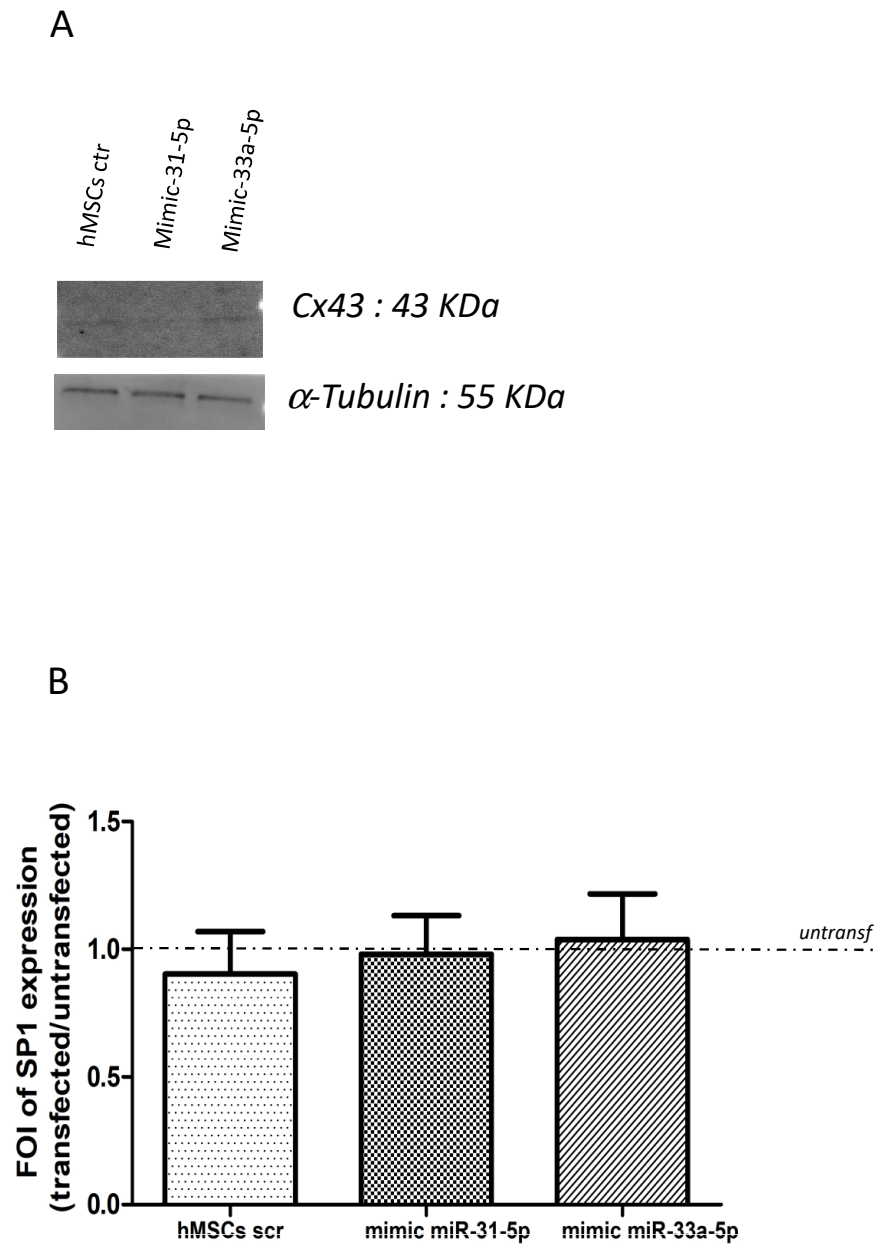 A
hMSCs ctr
Mimic-31-5p
Mimic-33a-5p
Cx43 : 43 KDa
α-Tubulin : 55 KDa
B
FOI of SP1 expression
(transfected/untransfected)
1.5
1.0
0.5
0.0
untransf
hMSCs scr
mimic miR-31-5p
mimic miR-33a-5p